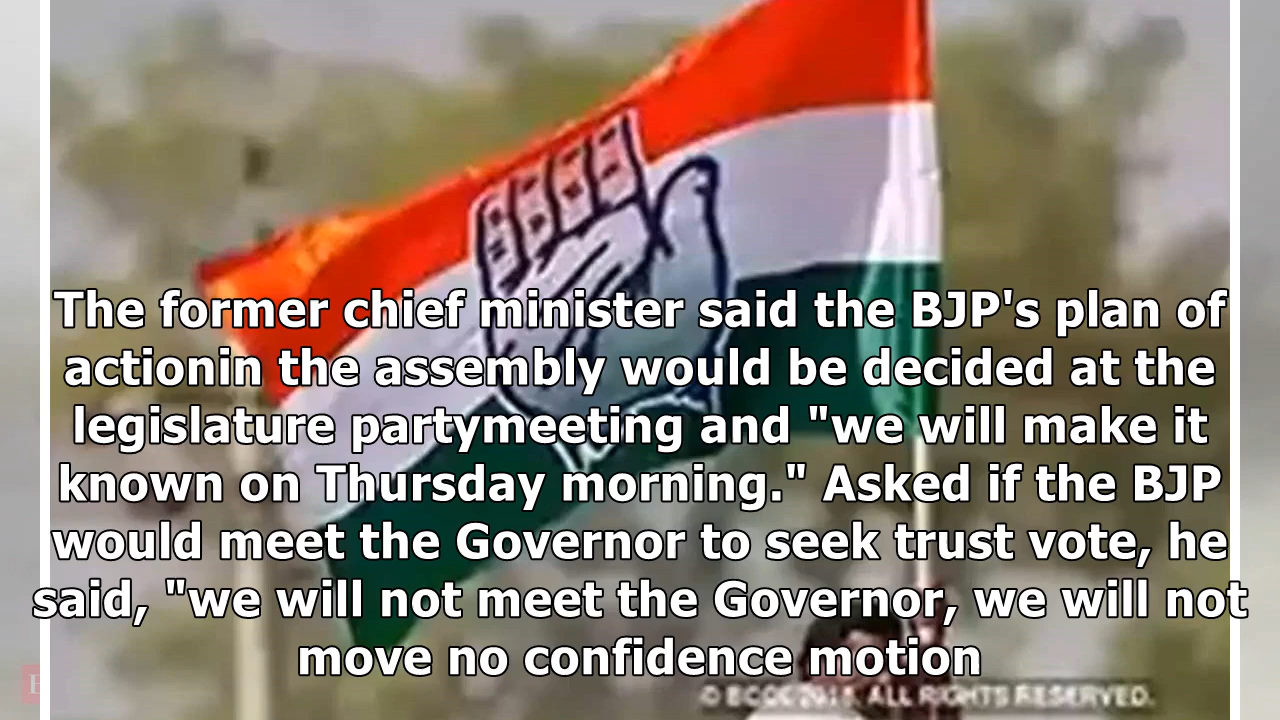 The former chief minister said the BJP's plan of
actionin the assembly would be decided at the
legislature partymeeting and "we will make it
known on Thursday morning." Asked if the BJP
would meet the Governor to seek trust vote, he
said, "we will not meet the Governor, we will not
move no confidence motion
ALL RIGHTS RESERVED.